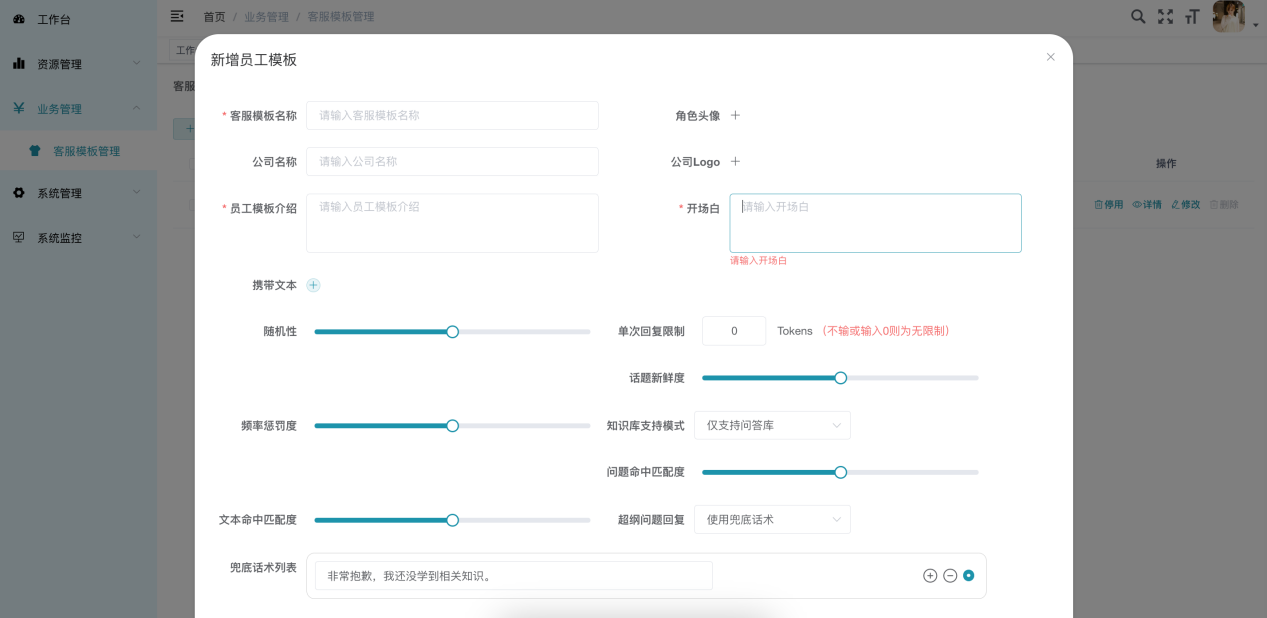 工作台
首页 / 业务管理 / 客服模板管理
资源管理
业务管理
客服模板管理
系统管理
系统监控
工作
客服
新增员工模板
* 客服模板名称 请输入客服模板名称
角色头像
公司名称 请输入公司名称
公司Logo
* 员工模板介绍 请输入员工模板介绍
* 开场白 请输入开场白
请输入开场白
携带文本
随机性
单次回复限制 0 Tokens （不输或输入0则为无限制）
话题新鲜度
频率惩罚度
知识库支持模式 仅支持问答库
问题命中匹配度
文本命中匹配度
超纲问题回复 使用兜底话术
兜底话术列表 非常抱歉，我还没学到相关知识。
操作
停用 详情 修改 删除